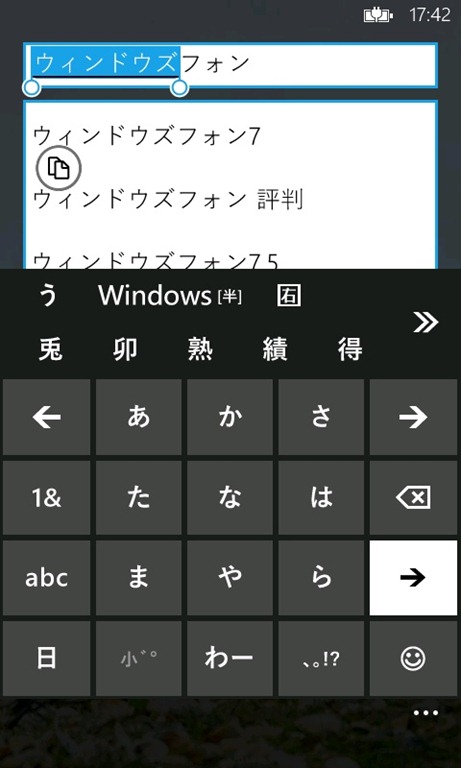 17:42
ウィンドウズフォン
ウィンドウズフォン7
ウィンドウズフォン 評判
ウィンドウズフォン7.5
う Windows [半] 囿
兎 卯 熟 績 得
あ か さ
1& た な は
abc ま や ら
日 小゛゜ わー 、。!?